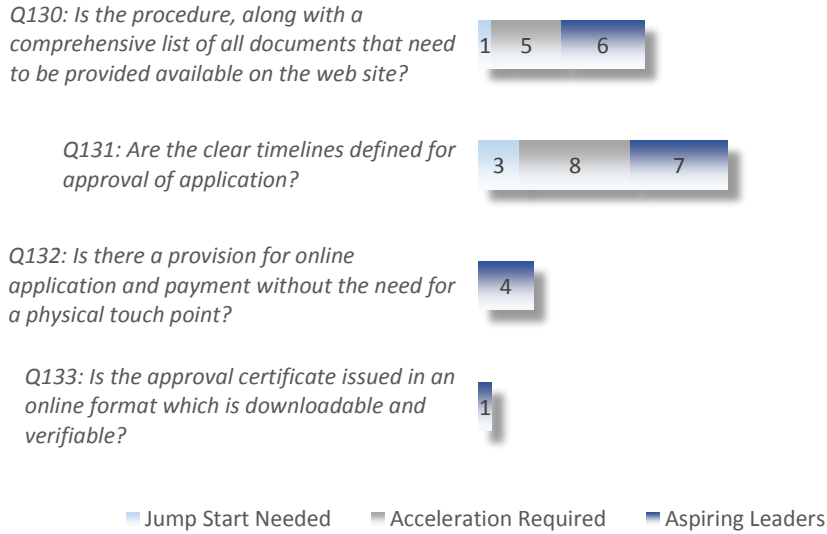 Q130: Is the procedure, along with a
comprehensive list of all documents that need
to be provided available on the web site?
1 5 6
Q131: Are the clear timelines defined for
approval of application?
3 8 7
Q132: Is there a provision for online
application and payment without the need for
a physical touch point?
4
Q133: Is the approval certificate issued in an
online format which is downloadable and
verifiable?
1
Jump Start Needed Acceleration Required Aspiring Leaders